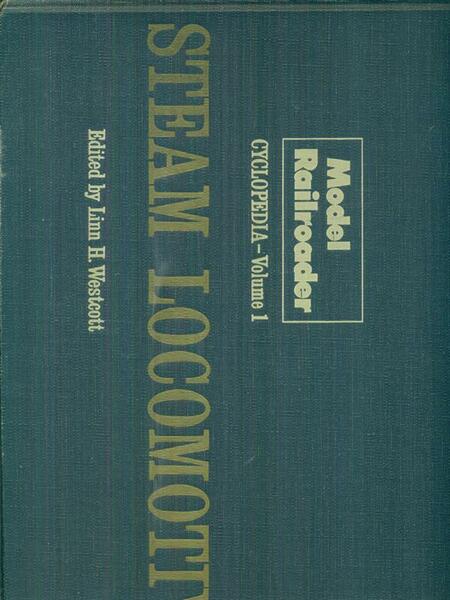 Model
Railroader
CYCLOPEDIA – Volume 1
STEAM LOCOMOTI
Edited by Linn H. Westcott